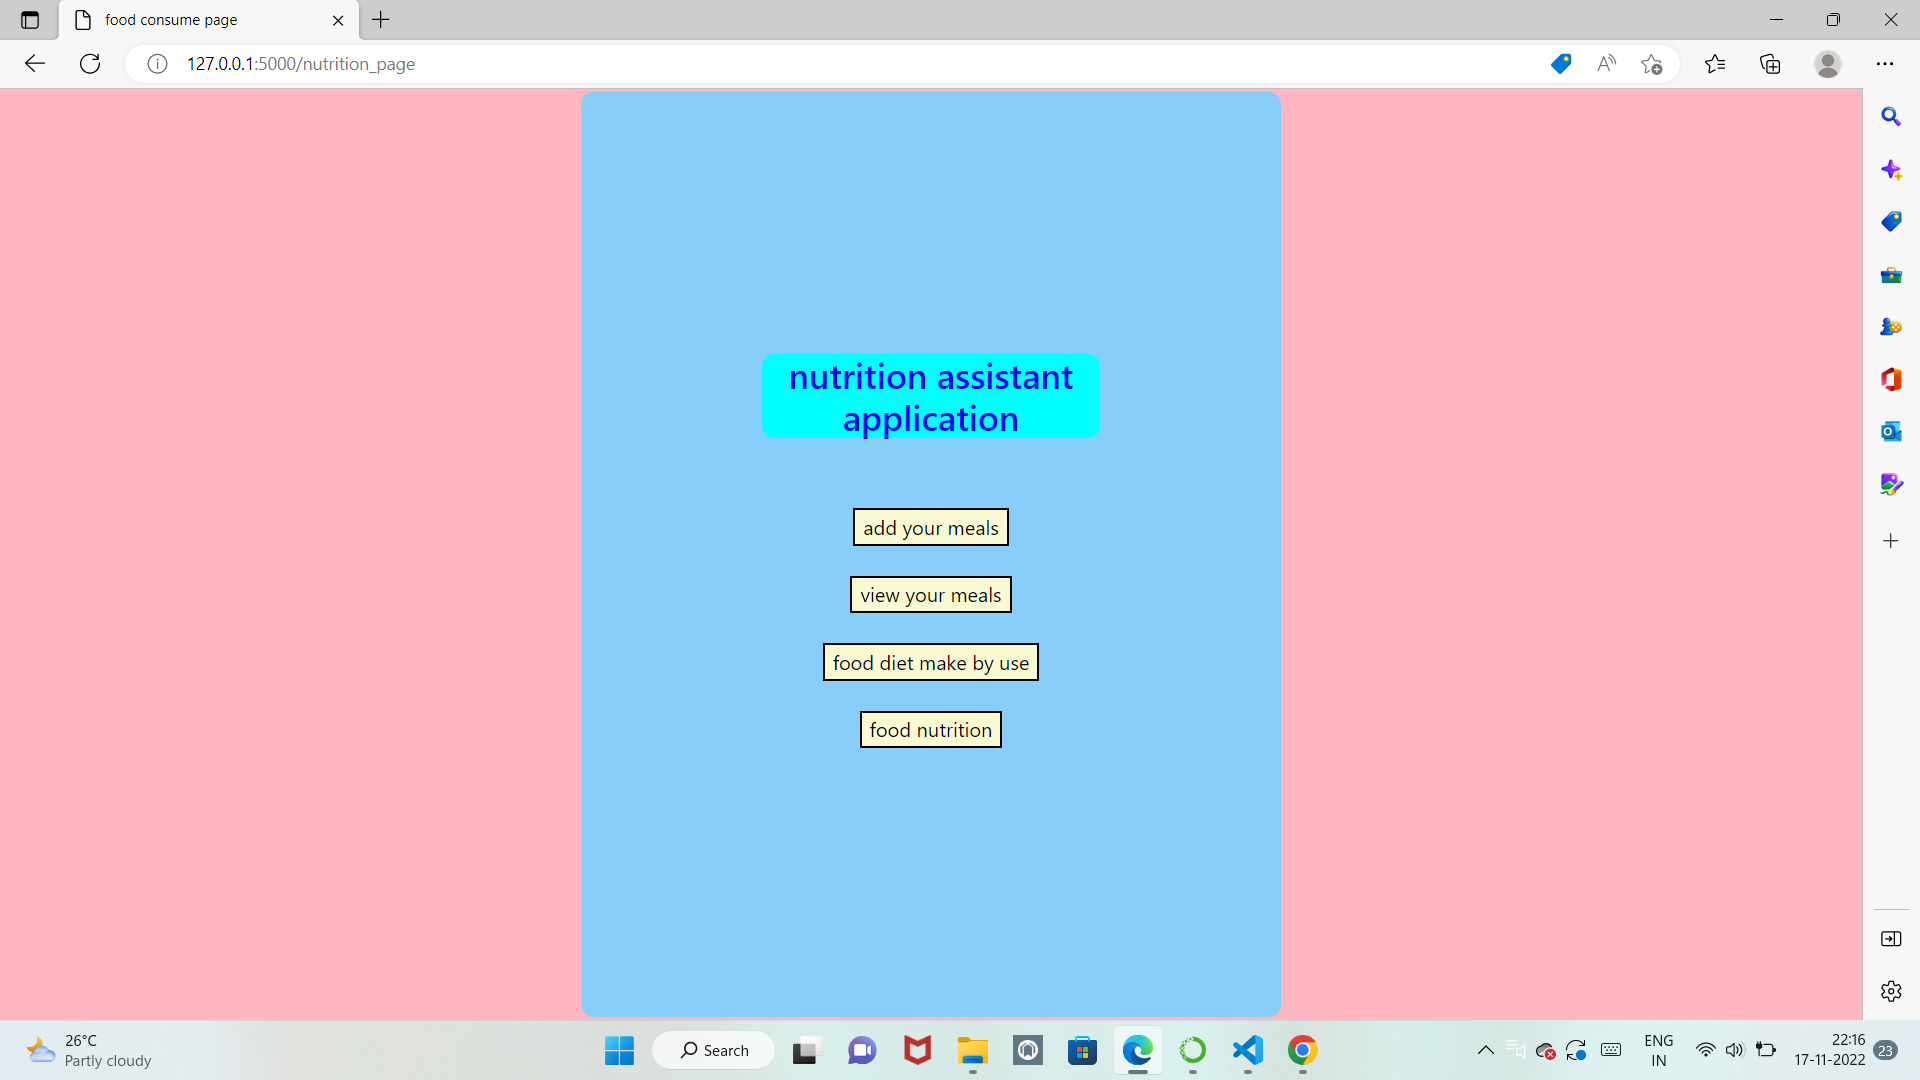 food consume page
127.0.0.1:5000/nutrition_page
nutrition assistant
application
add your meals
view your meals
food diet make by use
food nutrition
26°C
Partly cloudy
Search
ENG
IN
22:16
17-11-2022
23